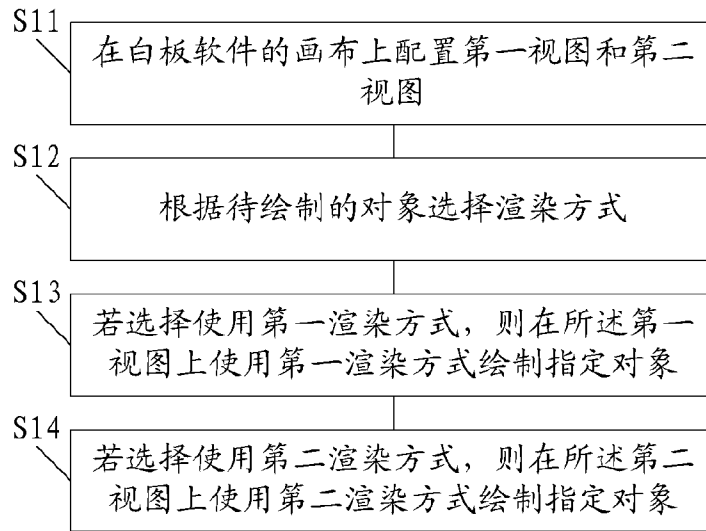 S11
在白板软件的画布上配置第一视图和第二
视图
S12
根据待绘制的对象选择渲染方式
S13
若选择使用第一渲染方式，则在所述第一
视图上使用第一渲染方式绘制指定对象
S14
若选择使用第二渲染方式，则在所述第二
视图上使用第二渲染方式绘制指定对象